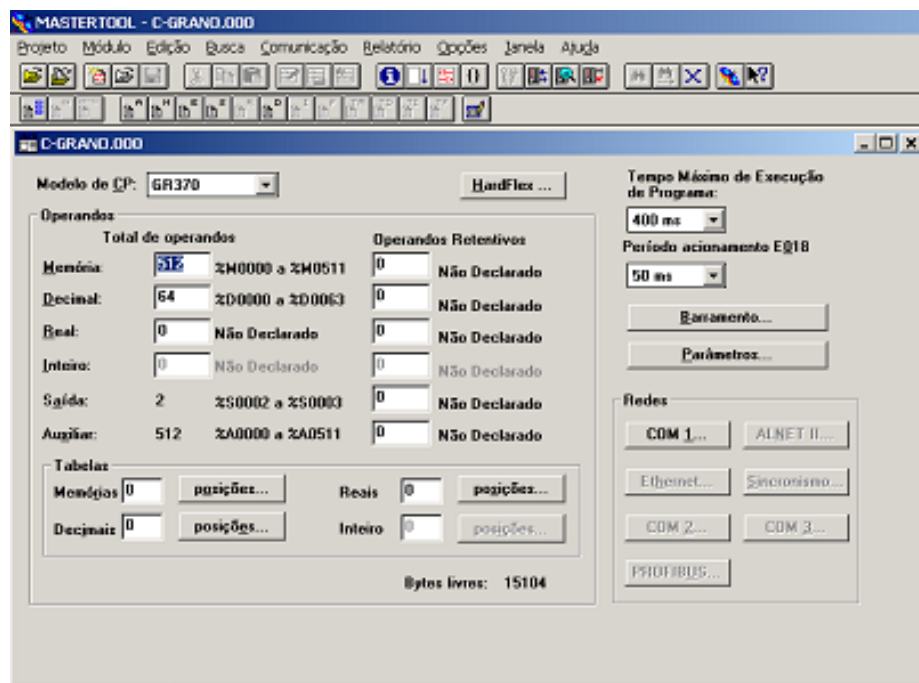 MASTERTOOL - C-GRAND.000
Projeto Módulo Edição Busca Comunicação Relatório Opções Janela Ajuda
C-GRAND.000
Modelo de CP: GR370 HardFlex ...
Tempo Máximo de Execução
de Programa:
400 ms
Período acionamento E018
50 ms
Barramento...
Parâmetros...
Operandos
Total de operandos Operandos Retentivos
Memória: 512 %M0000 a %M0511 0 Não Declarado
Decimal: 64 %D0000 a %D0063 0 Não Declarado
Real: 0 Não Declarado 0 Não Declarado
Inteiro: 0 Não Declarado 0 Não Declarado
Saída: 2 %S0002 a %S0003 0 Não Declarado
Auxiliar: 512 %A0000 a %A0511 0 Não Declarado
Tabelas
Memórias 0 posições... Reais 0 posições...
Decimais 0 posições... Inteiro 0 posições...
Bytes livres: 15104
Redes
COM 1... ALNET II...
Ethernet... Sincronismo...
COM 2... COM 3...
PROFIBUS...